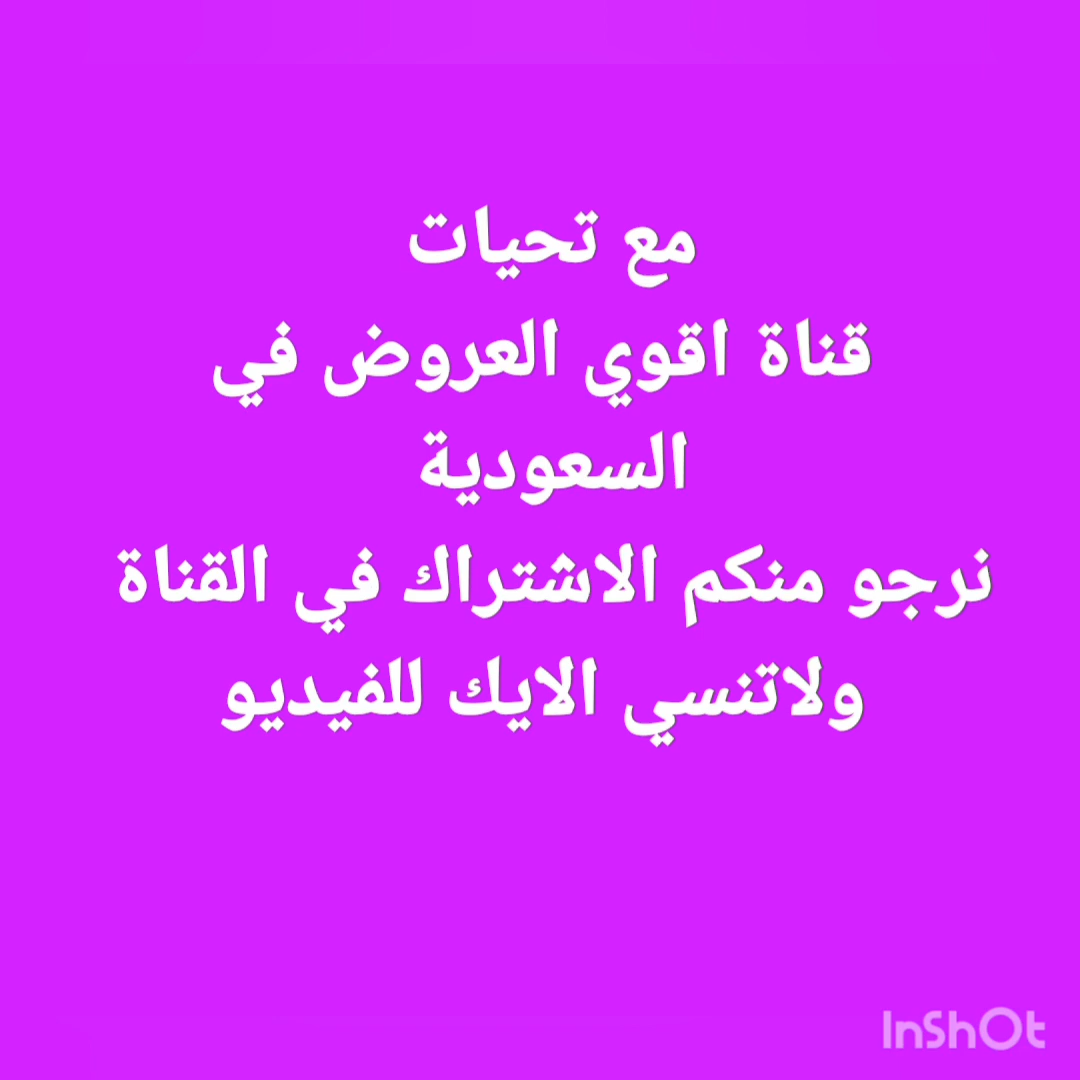 مع تحيات
قناة اقوي العروض في
السعودية
نرجو منكم الاشتراك في القناة
ولاتنسي الايك للفيديو
InShOt